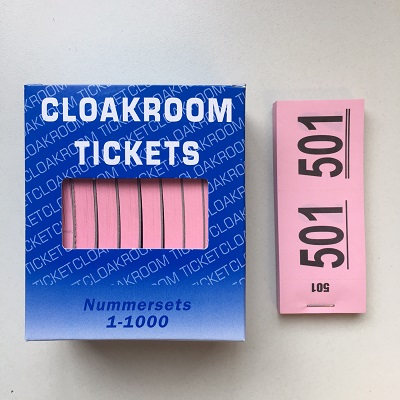 CLOAKROOM
TICKETS
Nummersets
1-1000
501 501
501